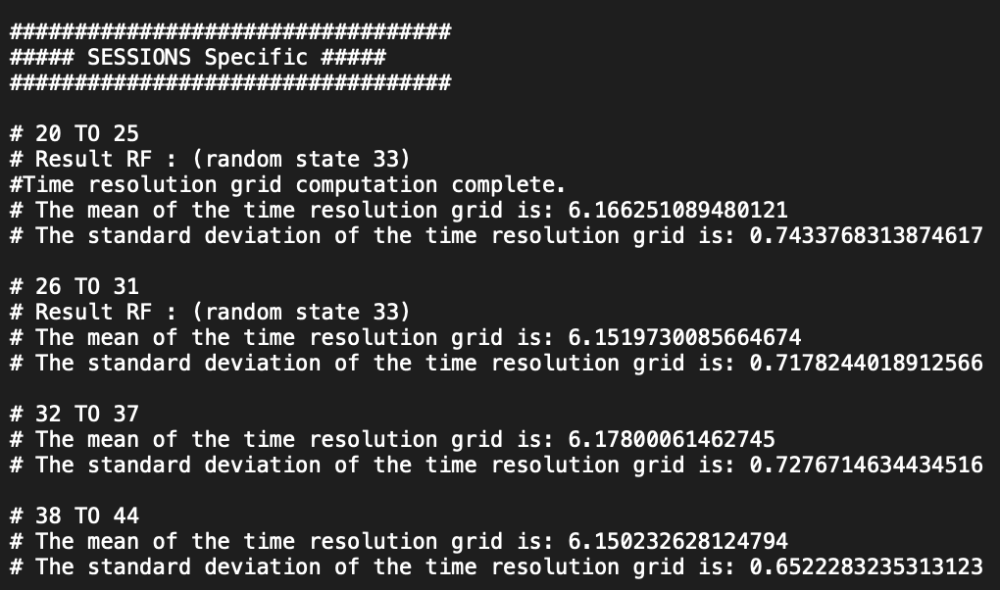 ##################################
##### SESSIONS Specific #####
##################################
# 20 TO 25
# Result RF : (random state 33)
#Time resolution grid computation complete.
# The mean of the time resolution grid is: 6.166251089480121
# The standard deviation of the time resolution grid is: 0.7433768313874617
# 26 TO 31
# Result RF : (random state 33)
# The mean of the time resolution grid is: 6.1519730085664674
# The standard deviation of the time resolution grid is: 0.7178244018912566
# 32 TO 37
# The mean of the time resolution grid is: 6.17800061462745
# The standard deviation of the time resolution grid is: 0.7276714634434516
# 38 TO 44
# The mean of the time resolution grid is: 6.150232628124794
# The standard deviation of the time resolution grid is: 0.6522283235313123